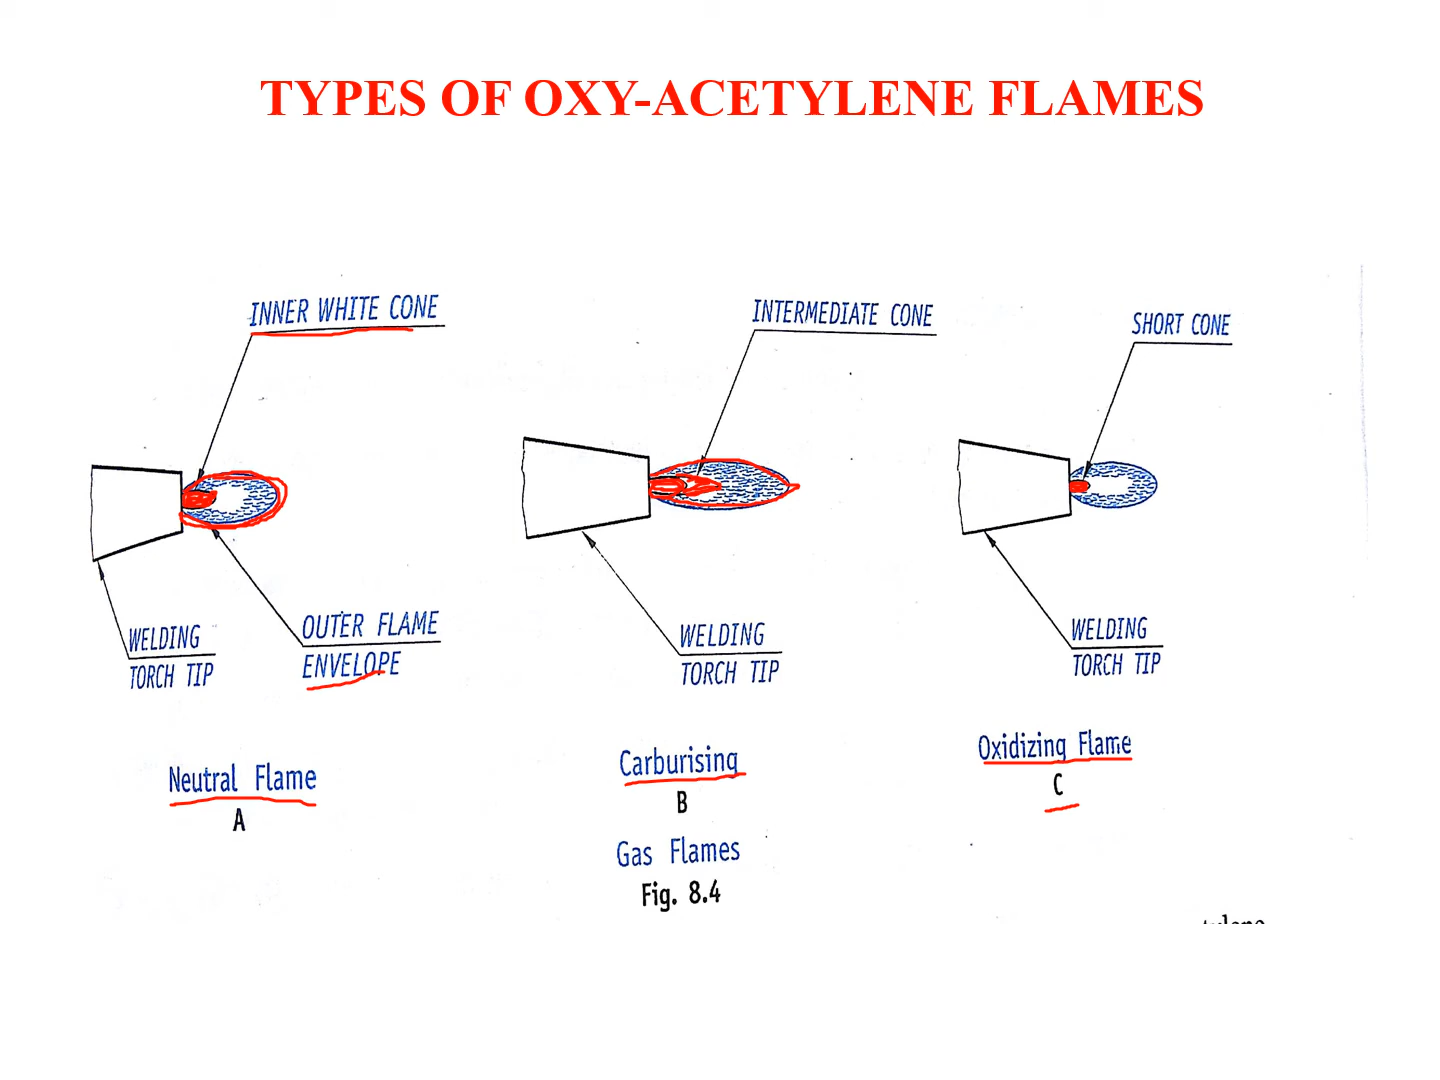 TYPES OF OXY-ACETYLENE FLAMES
INNER WHITE CONE
INTERMEDIATE CONE
SHORT CONE
WELDING
TORCH TIP
OUTER FLAME
ENVELOPE
WELDING
TORCH TIP
WELDING
TORCH TIP
Neutral Flame
A
Carburising
B
Oxidizing Flame
C
Gas Flames
Fig. 8.4